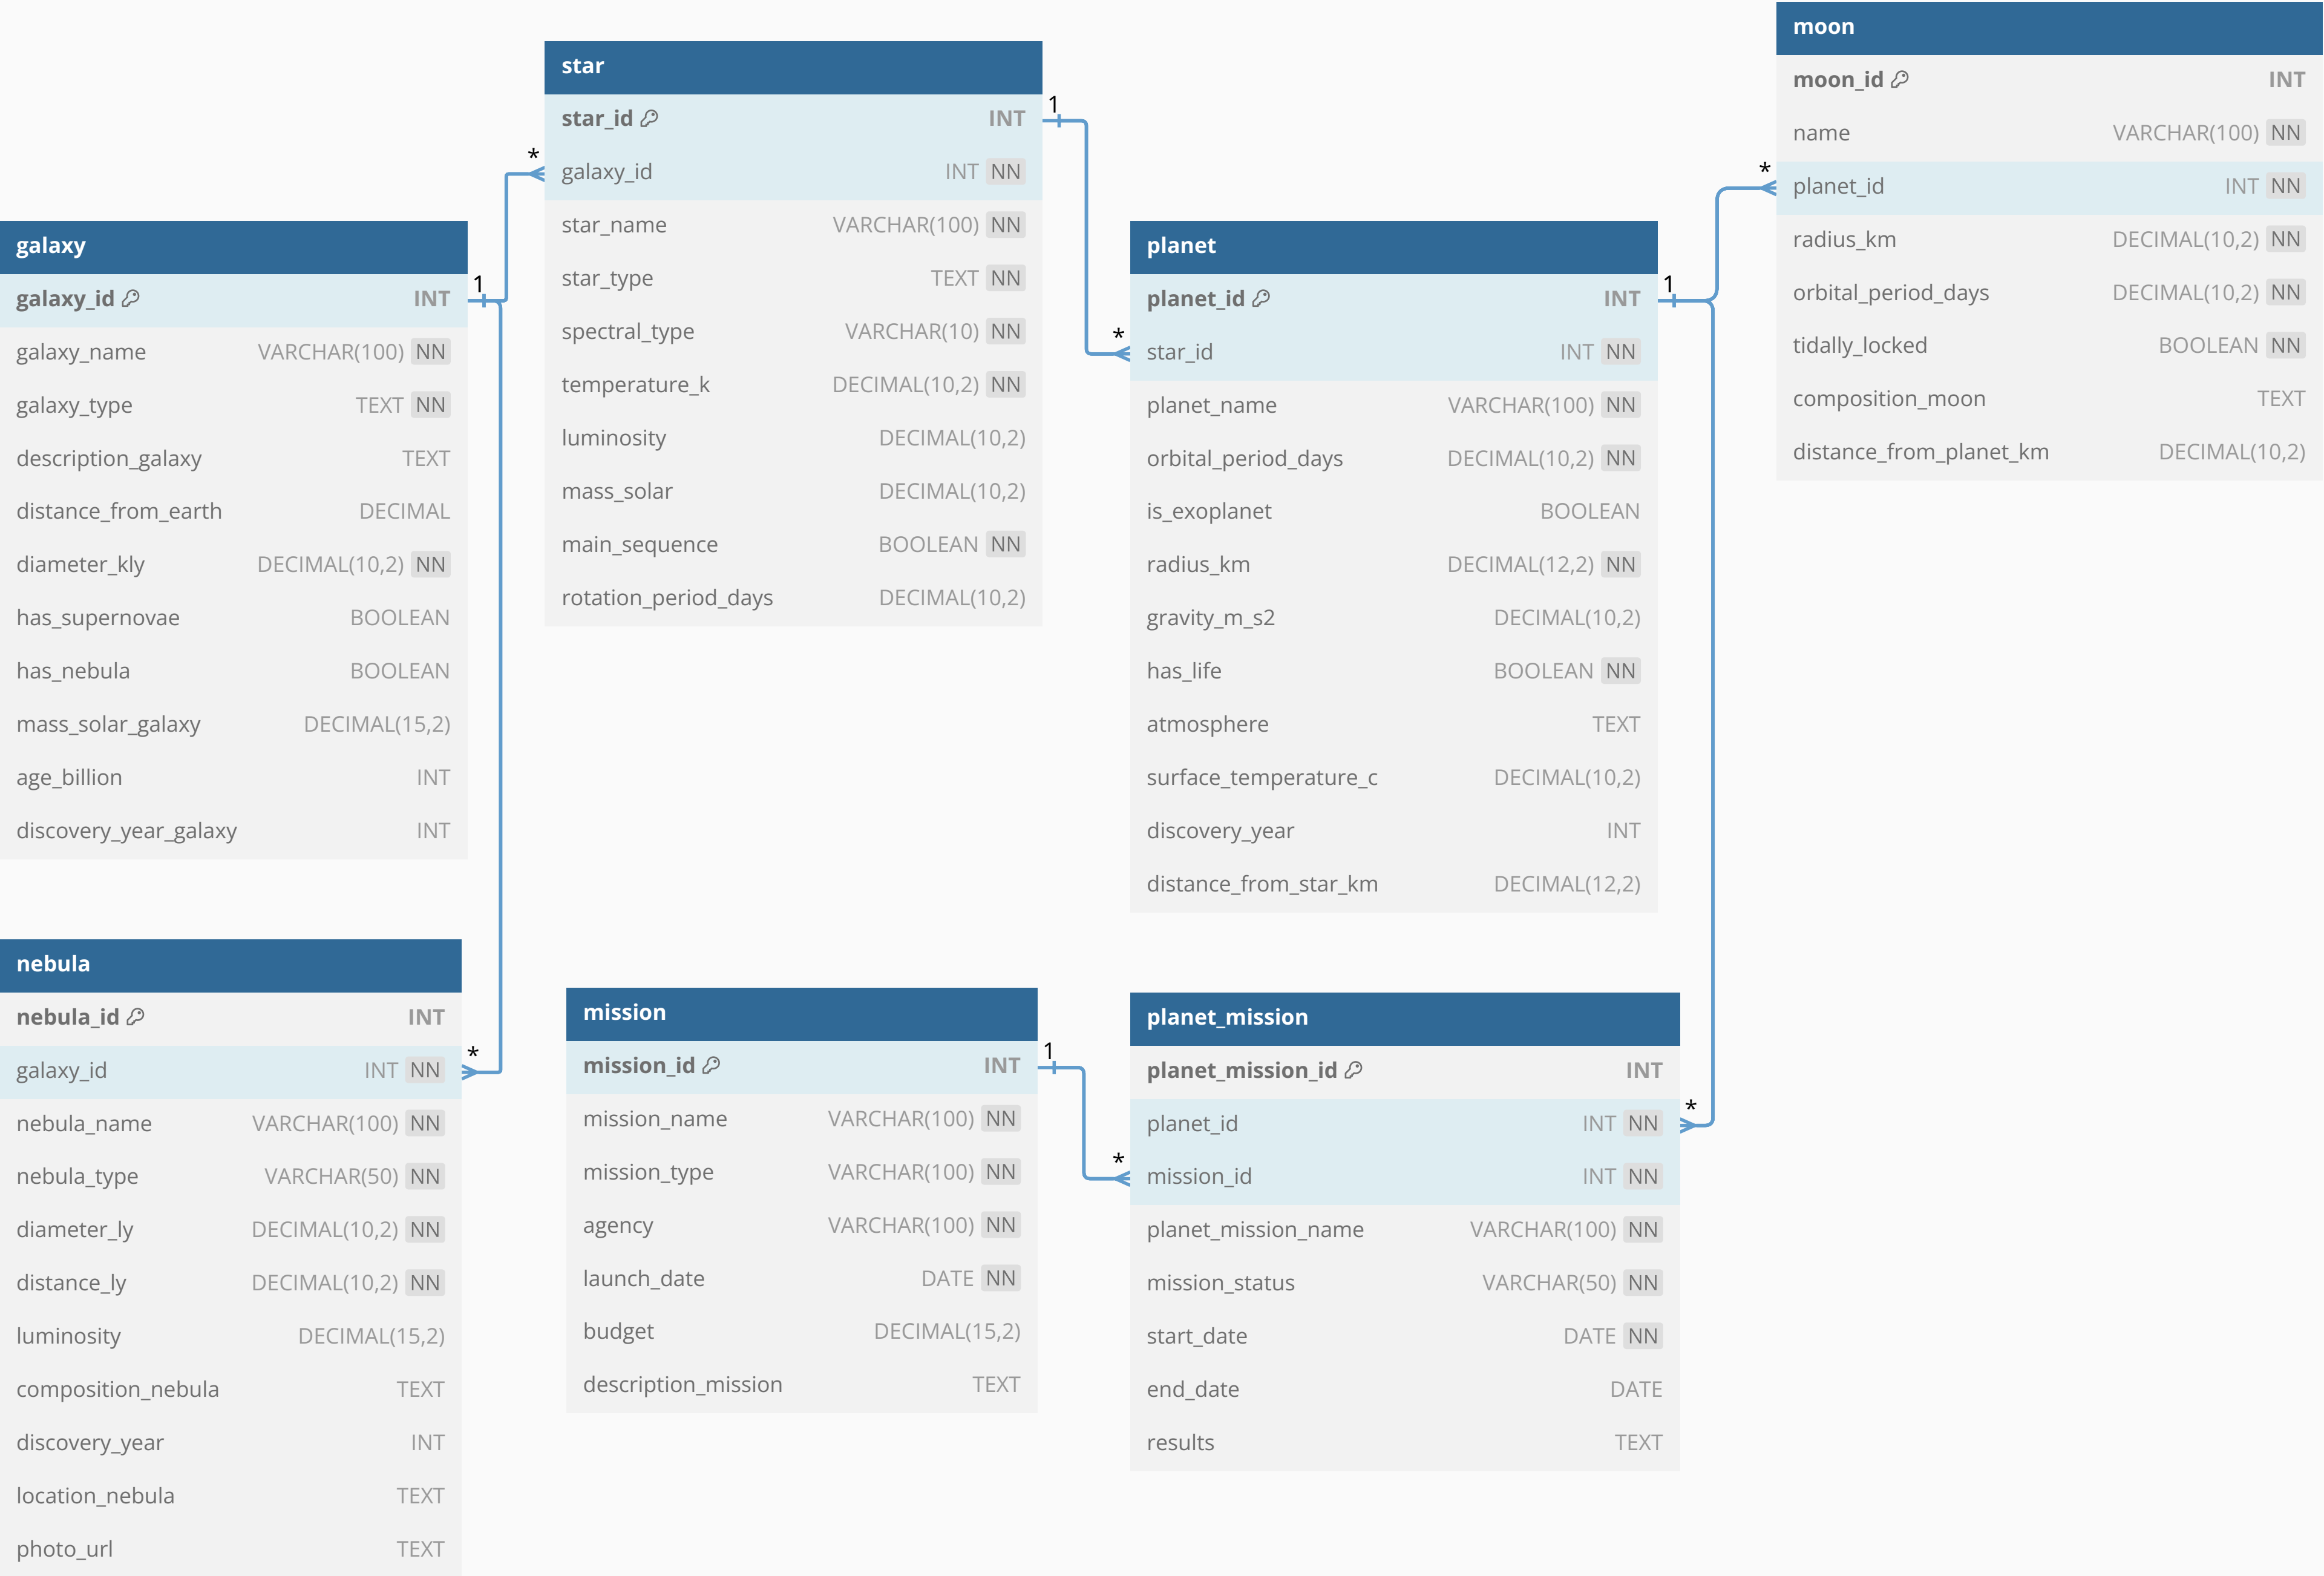 galaxy
galaxy_id INT
galaxy_name VARCHAR(100) NN
galaxy_type TEXT NN
description_galaxy TEXT
distance_from_earth DECIMAL
diameter_kly DECIMAL(10,2) NN
has_supernovae BOOLEAN
has_nebula BOOLEAN
mass_solar_galaxy DECIMAL(15,2)
age_billion INT
discovery_year_galaxy INT
1
*
star
star_id INT
galaxy_id INT NN
star_name VARCHAR(100) NN
star_type TEXT NN
spectral_type VARCHAR(10) NN
temperature_k DECIMAL(10,2) NN
luminosity DECIMAL(10,2)
mass_solar DECIMAL(10,2)
main_sequence BOOLEAN NN
rotation_period_days DECIMAL(10,2)
1
*
planet
planet_id INT
star_id INT NN
planet_name VARCHAR(100) NN
orbital_period_days DECIMAL(10,2) NN
is_exoplanet BOOLEAN
radius_km DECIMAL(12,2) NN
gravity_m_s2 DECIMAL(10,2)
has_life BOOLEAN NN
atmosphere TEXT
surface_temperature_c DECIMAL(10,2)
discovery_year INT
distance_from_star_km DECIMAL(12,2)
1
*
moon
moon_id INT
name VARCHAR(100) NN
planet_id INT NN
radius_km DECIMAL(10,2) NN
orbital_period_days DECIMAL(10,2) NN
tidally_locked BOOLEAN NN
composition_moon TEXT
distance_from_planet_km DECIMAL(10,2)
nebula
nebula_id INT
*
galaxy_id INT NN
nebula_name VARCHAR(100) NN
nebula_type VARCHAR(50) NN
diameter_ly DECIMAL(10,2) NN
distance_ly DECIMAL(10,2) NN
luminosity DECIMAL(15,2)
composition_nebula TEXT
discovery_year INT
location_nebula TEXT
photo_url TEXT
mission
mission_id INT
mission_name VARCHAR(100) NN
mission_type VARCHAR(100) NN
agency VARCHAR(100) NN
launch_date DATE NN
budget DECIMAL(15,2)
description_mission TEXT
1
*
planet_mission
planet_mission_id INT
planet_id INT NN
mission_id INT NN
planet_mission_name VARCHAR(100) NN
mission_status VARCHAR(50) NN
start_date DATE NN
end_date DATE
results TEXT
*